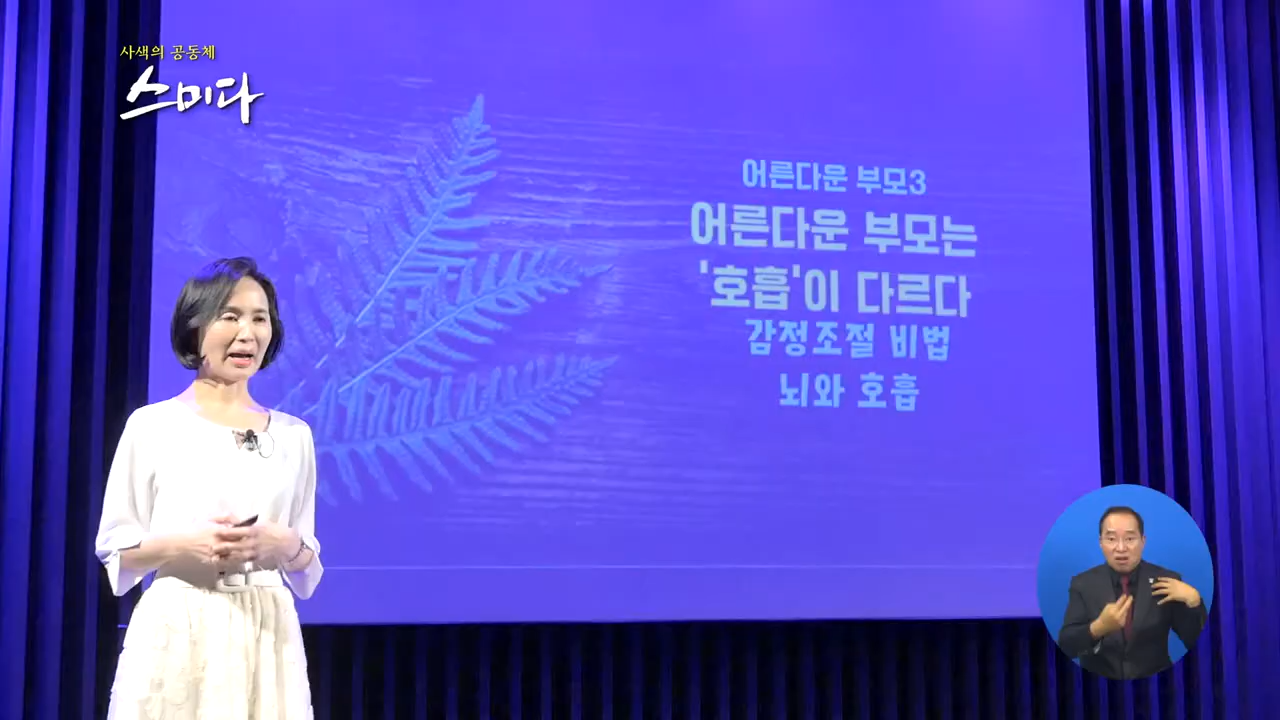 사색의 공동체
스미다
어른다운 부모3
어른다운 부모는
'호흡'이 다르다
감정조절 비법
뇌와 호흡